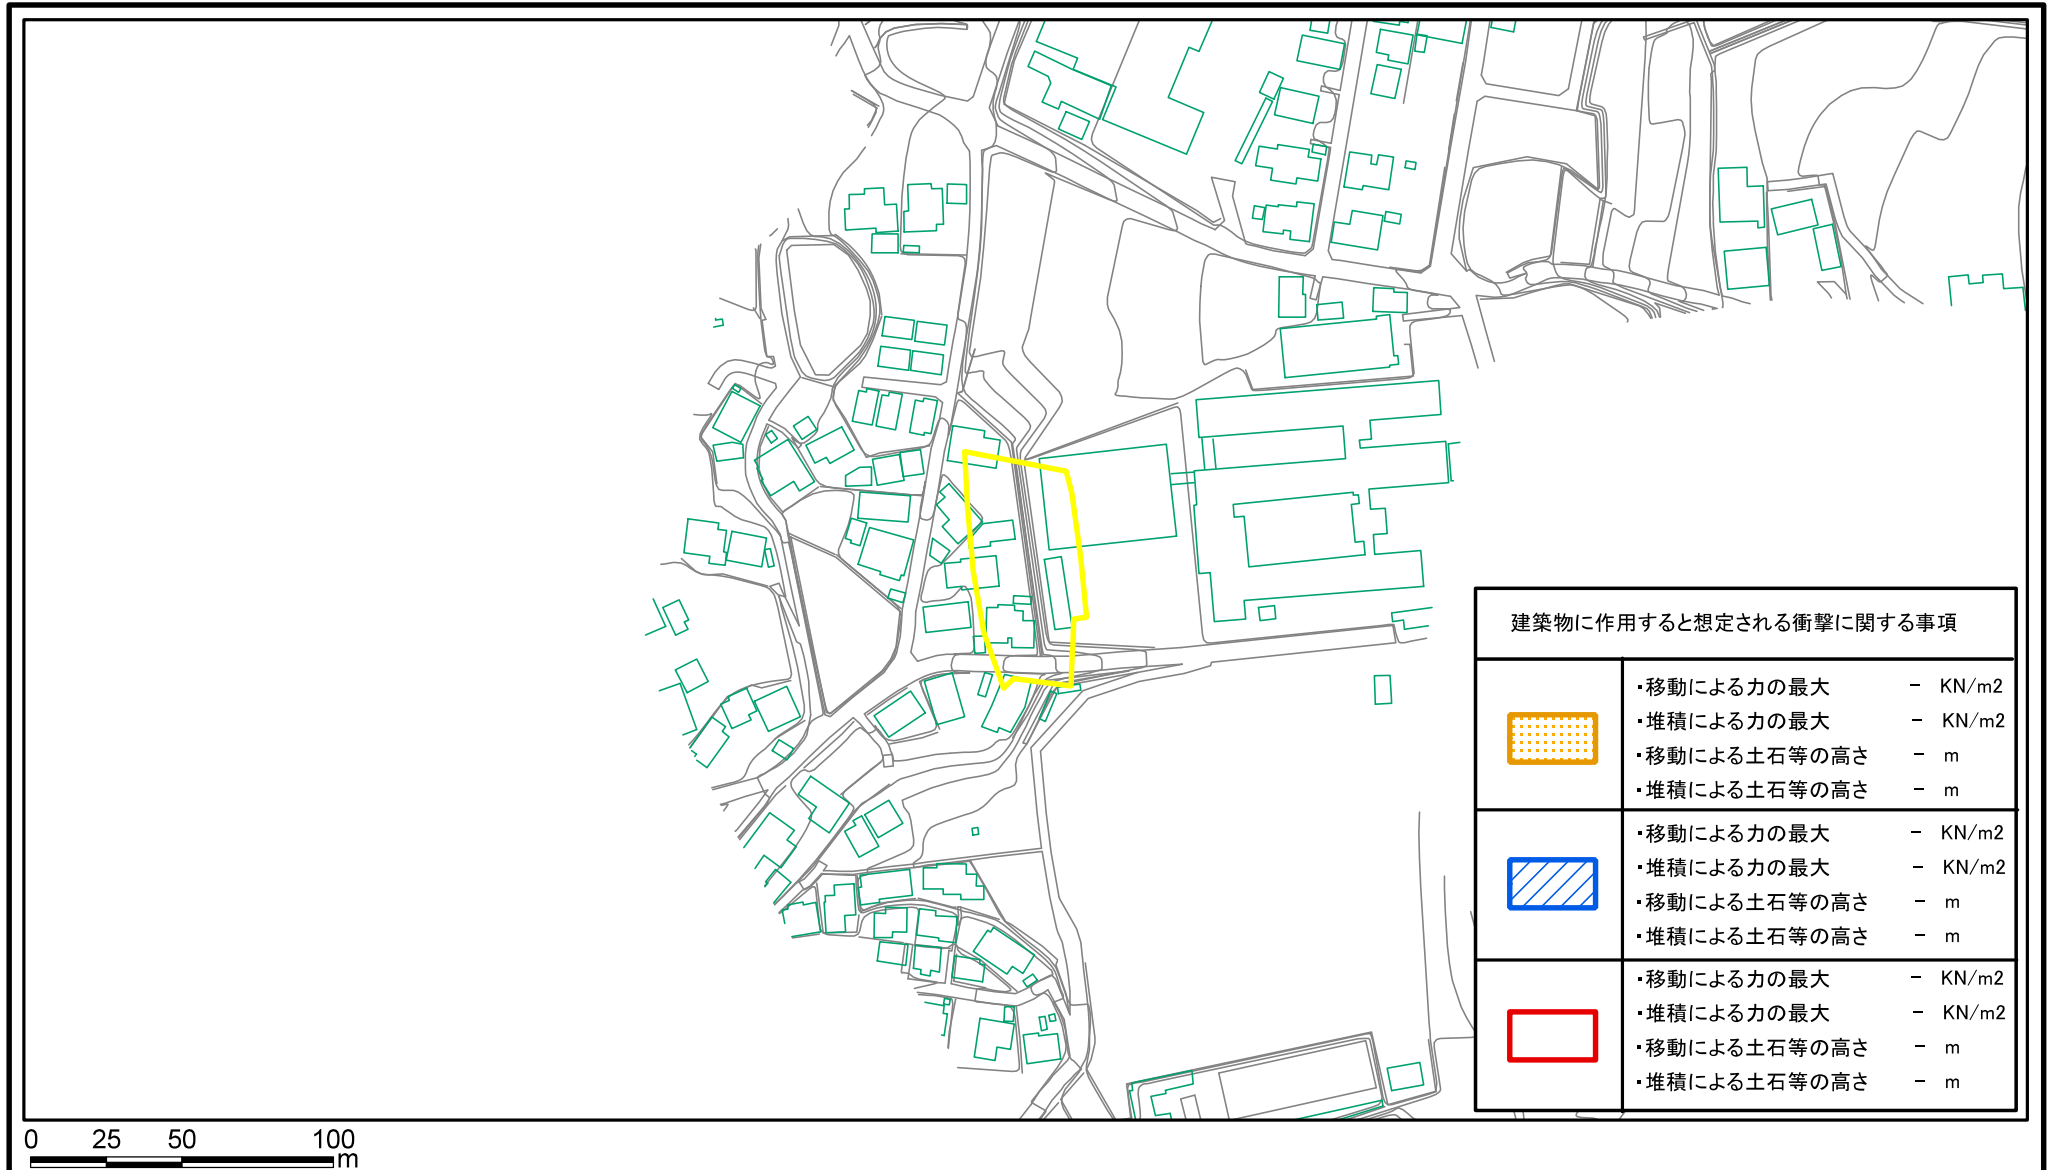 建築物に作用すると想定される衝撃に関する事項
・移動による力の最大 － KN/m2
・堆積による力の最大 － KN/m2
・移動による土石等の高さ － m
・堆積による土石等の高さ － m
・移動による力の最大 － KN/m2
・堆積による力の最大 － KN/m2
・移動による土石等の高さ － m
・堆積による土石等の高さ － m
・移動による力の最大 － KN/m2
・堆積による力の最大 － KN/m2
・移動による土石等の高さ － m
・堆積による土石等の高さ － m
0 25 50 100
m